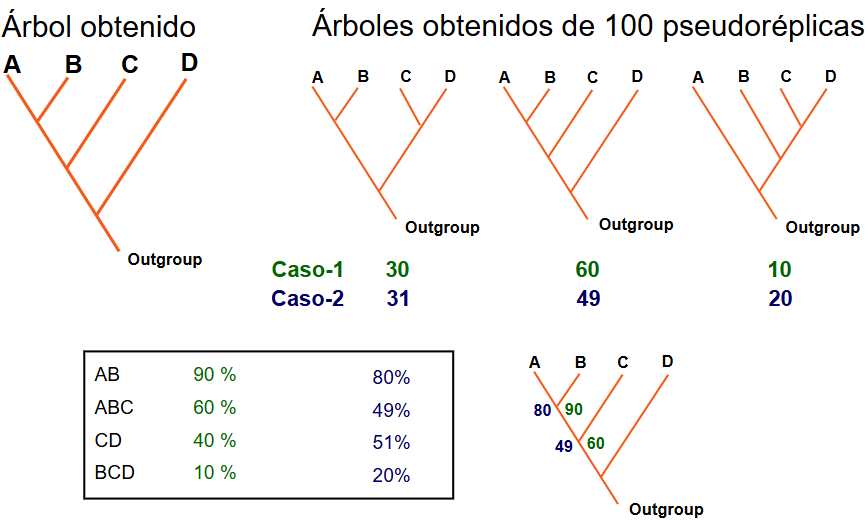 Árbol obtenido
Árboles obtenidos de 100 pseudoréplicas
A B C D
A B C D
A B C D
A B C D
Outgroup
Outgroup
Outgroup
Outgroup
Caso-1 30 60 10
Caso-2 31 49 20
AB 90 % 80%
ABC 60 % 49%
CD 40 % 51%
BCD 10 % 20%
A B C D
80 90
49 60
Outgroup